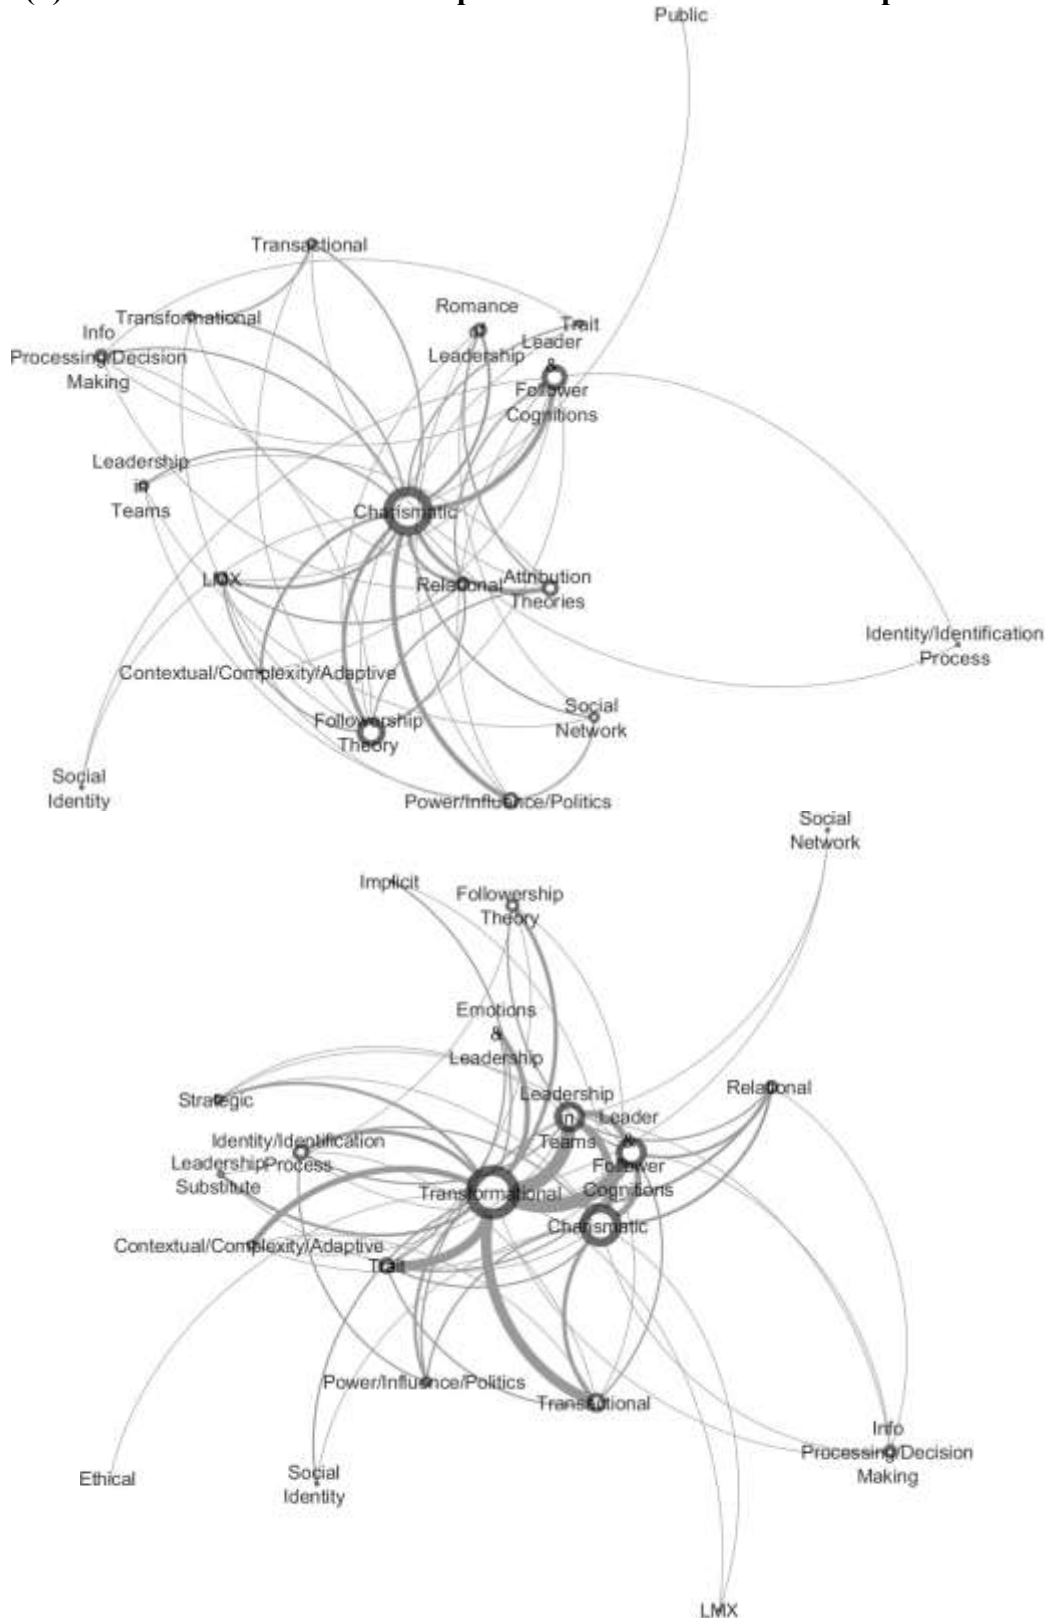 Public
Transactional
Transformational
Info
Processing/Decision
Making
Romance
of
Leadership
Trait
Leader
&
Follower
Cognitions
Leadership
in
Teams
Charismatic
LMX
Relational
Attribution
Theories
Identity/Identification
Process
Contextual/Complexity/Adaptive
Followership
Theory
Social
Network
Social
Identity
Power/Influence/Politics
Social
Network
Implicit
Followership
Theory
Emotions
&
Leadership
Strategic
Leadership
in
Teams
Leader
&
Follower
Cognitions
Relational
Identity/Identification
Process
Leadership
Substitute
Transformational
Charismatic
Contextual/Complexity/Adaptive
Trait
Power/Influence/Politics
Transactional
Ethical
Social
Identity
Info
Processing/Decision
Making
LMX